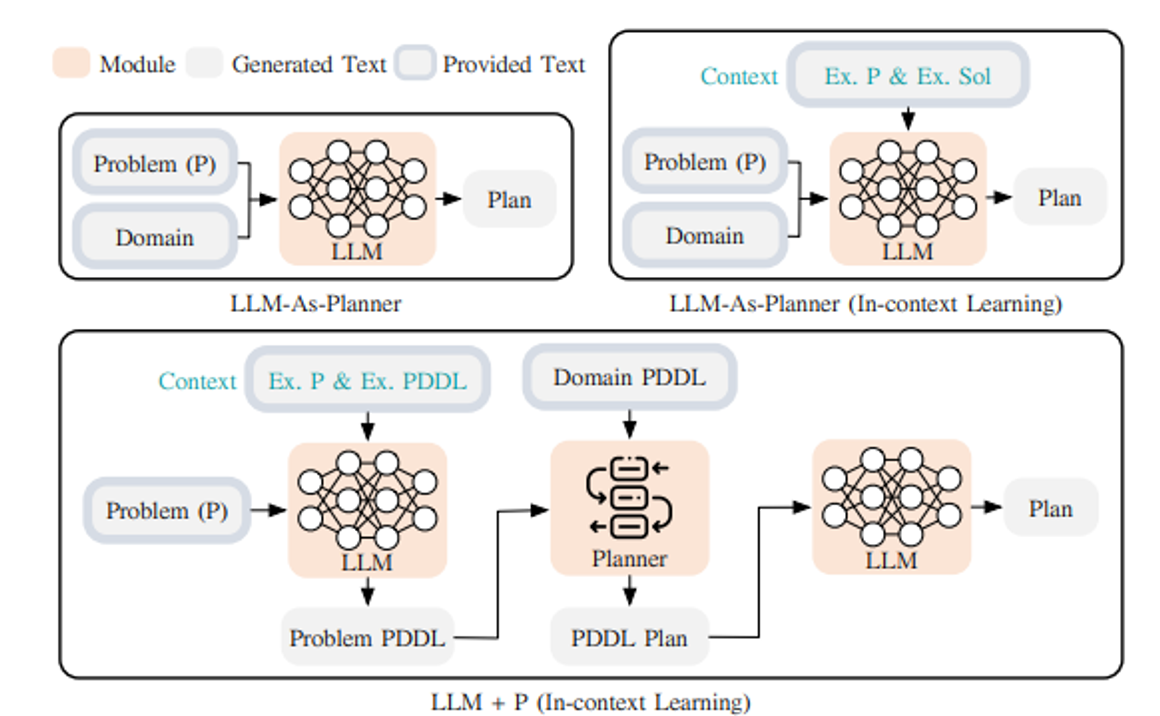 Module
Generated Text
Provided Text
Problem (P)
Domain
LLM
Plan
LLM-As-Planner
Context
Ex. P & Ex. Sol
Problem (P)
Domain
LLM
Plan
LLM-As-Planner (In-context Learning)
Context
Ex. P & Ex. PDDL
Domain PDDL
Problem (P)
LLM
Planner
LLM
Plan
Problem PDDL
PDDL Plan
LLM + P (In-context Learning)